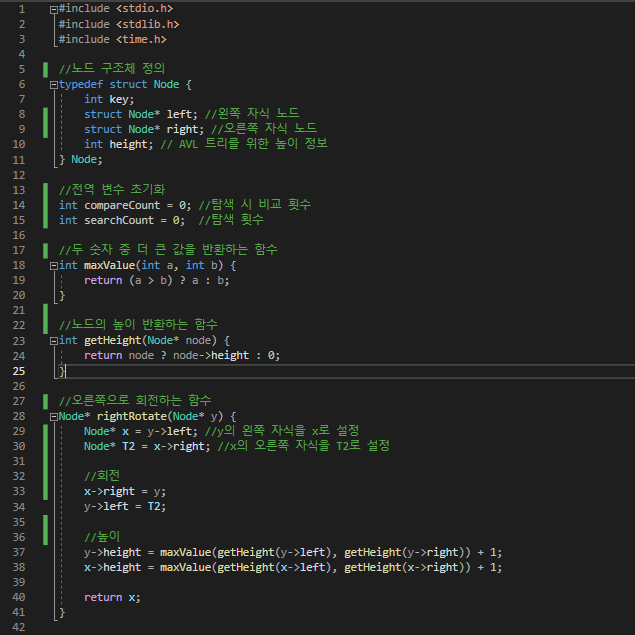 1 #include <stdio.h>
2 #include <stdlib.h>
3 #include <time.h>
4
5 //노드 구조체 정의
6 typedef struct Node {
7     int key;
8     struct Node* left; //왼쪽 자식 노드
9     struct Node* right; //오른쪽 자식 노드
10     int height; // AVL 트리를 위한 높이 정보
11 } Node;
12
13 //전역 변수 초기화
14 int compareCount = 0; //탐색 시 비교 횟수
15 int searchCount = 0;  //탐색 횟수
16
17 //두 숫자 중 더 큰 값을 반환하는 함수
18 int maxValue(int a, int b) {
19     return (a > b) ? a : b;
20 }
21
22 //노드의 높이 반환하는 함수
23 int getHeight(Node* node) {
24     return node ? node->height : 0;
25 }
26
27 //오른쪽으로 회전하는 함수
28 Node* rightRotate(Node* y) {
29     Node* x = y->left; //y의 왼쪽 자식을 x로 설정
30     Node* T2 = x->right; //x의 오른쪽 자식을 T2로 설정
31
32     //회전
33     x->right = y;
34     y->left = T2;
35
36     //높이
37     y->height = maxValue(getHeight(y->left), getHeight(y->right)) + 1;
38     x->height = maxValue(getHeight(x->left), getHeight(x->right)) + 1;
39
40     return x;
41 }
42